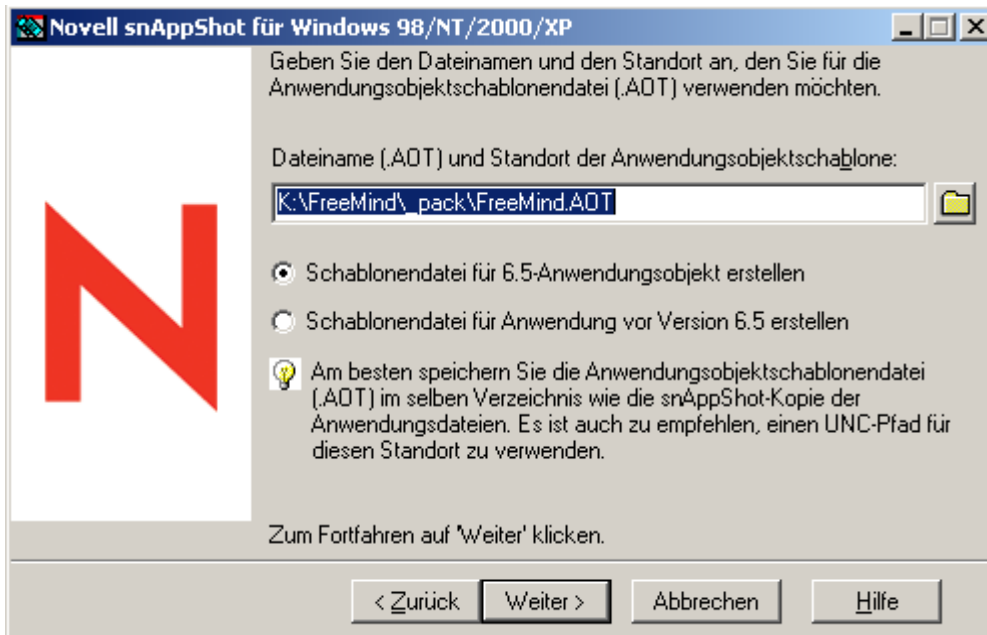 Novell snAppShot für Windows 98/NT/2000/XP
Geben Sie den Dateinamen und den Standort an, den Sie für die
Anwendungsobjektschablonendatei (.AOT) verwenden möchten.
Dateiname (.AOT) und Standort der Anwendungsobjektschablone:
K:\FreeMind\_pack\FreeMind.AOT
Schablonendatei für 6.5-Anwendungsobjekt erstellen
Schablonendatei für Anwendung vor Version 6.5 erstellen
Am besten speichern Sie die Anwendungsobjektschablonendatei
(.AOT) im selben Verzeichnis wie die snAppShot-Kopie der
Anwendungsdateien. Es ist auch zu empfehlen, einen UNC-Pfad für
diesen Standort zu verwenden.
Zum Fortfahren auf 'Weiter' klicken.
< Zurück Weiter > Abbrechen Hilfe